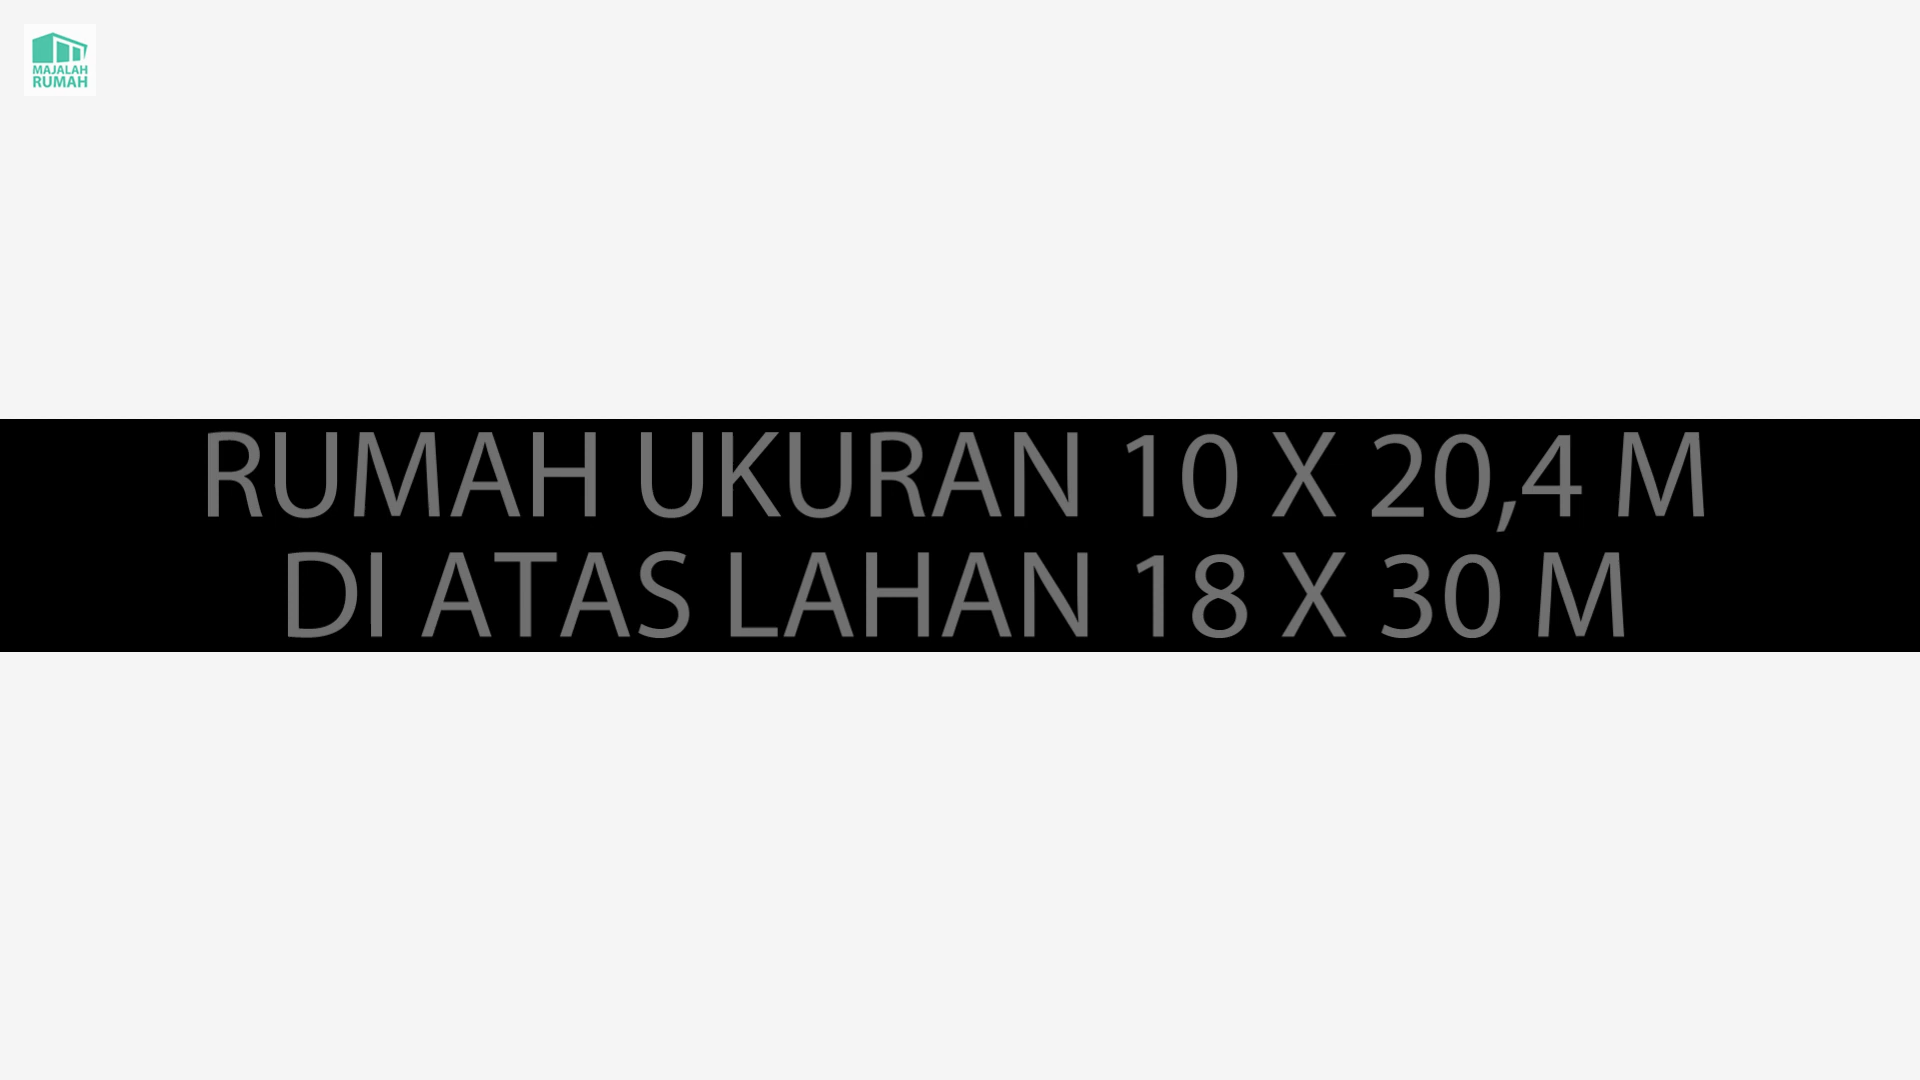 MAJALAH
RUMAH
RUMAH UKURAN 10 X 20,4 M
DI ATAS LAHAN 18 X 30 M